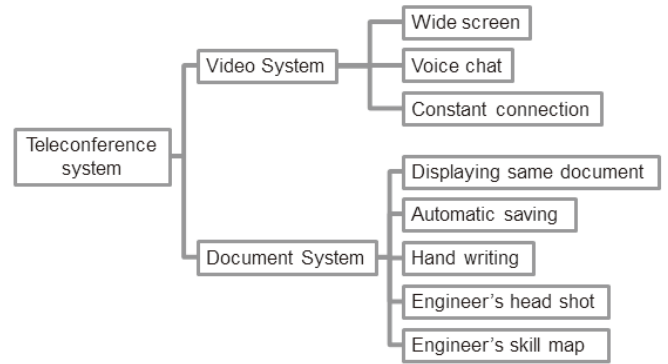 Teleconference
system
Video System
Wide screen
Voice chat
Constant connection
Document System
Displaying same document
Automatic saving
Hand writing
Engineer's head shot
Engineer's skill map